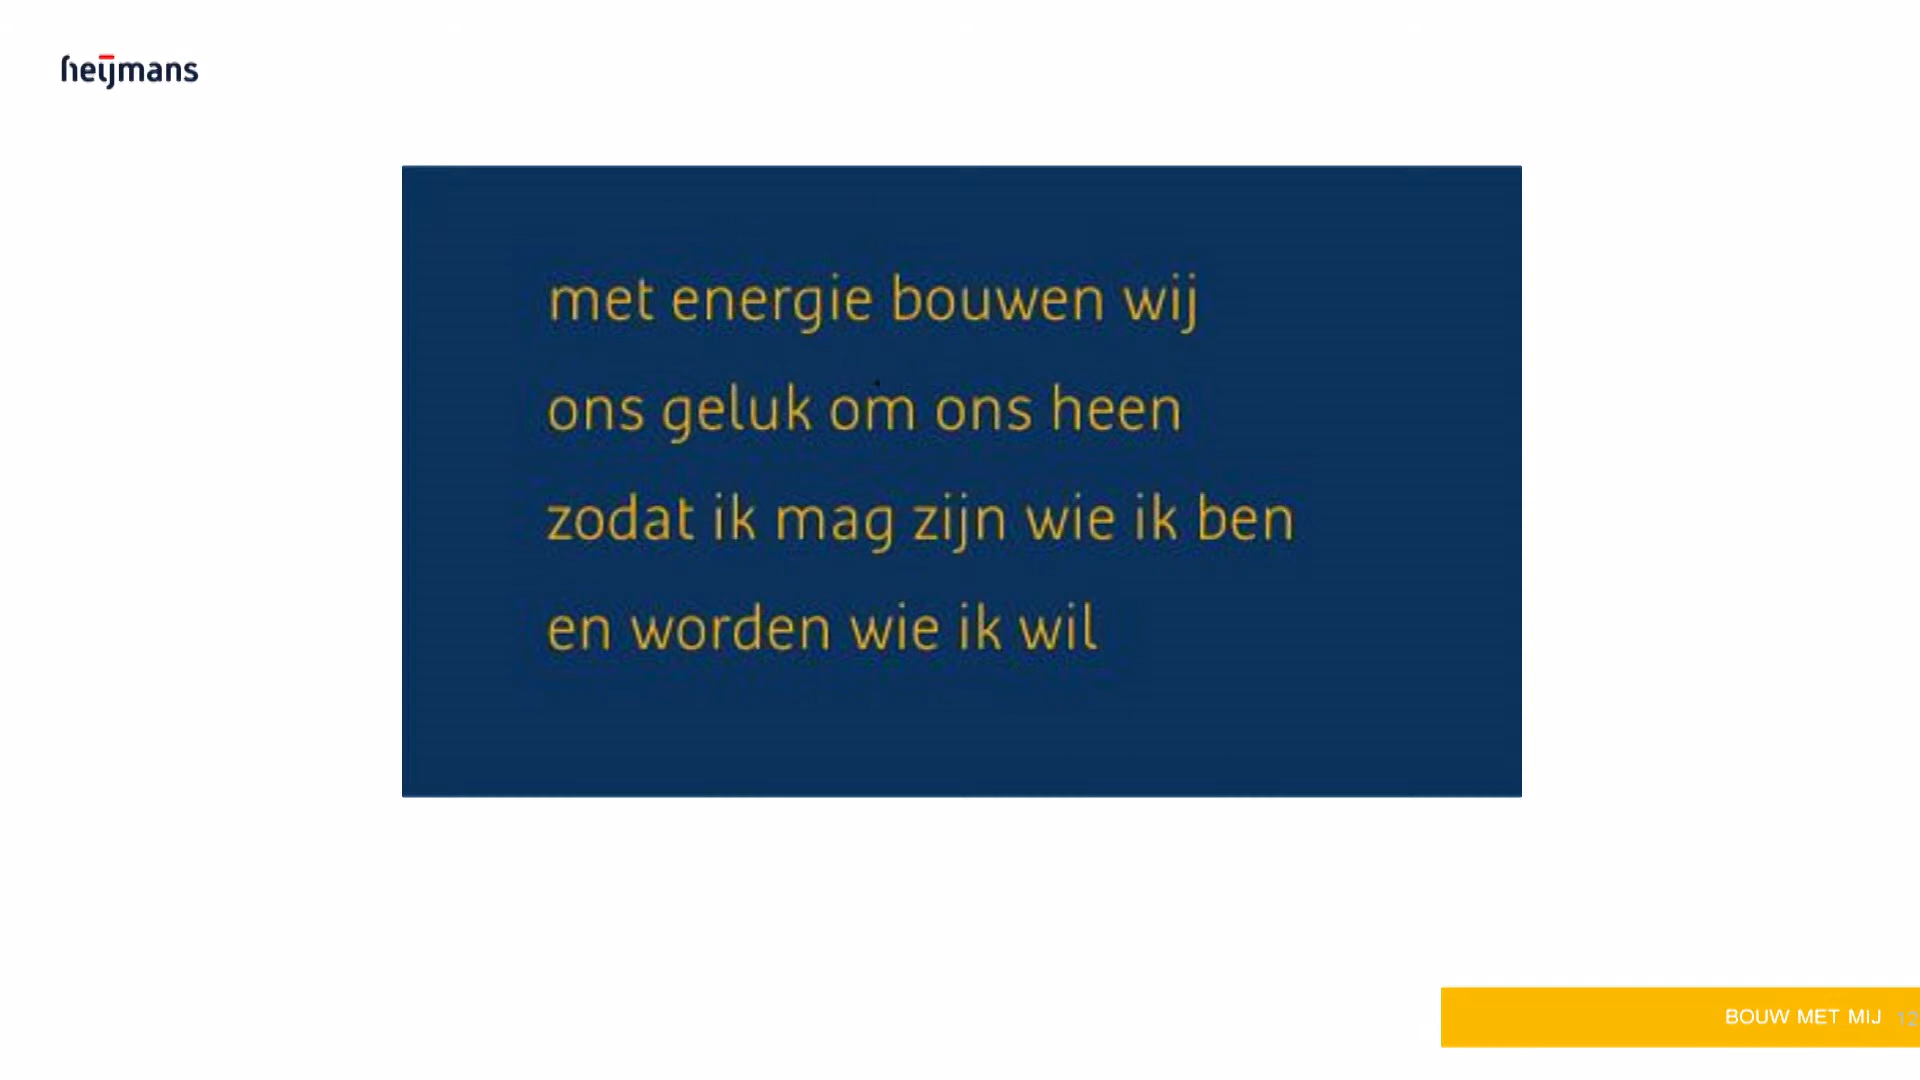 heijmans
met energie bouwen wij
ons geluk om ons heen
zodat ik mag zijn wie ik ben
en worden wie ik wil
BOUW MET MIJ 12